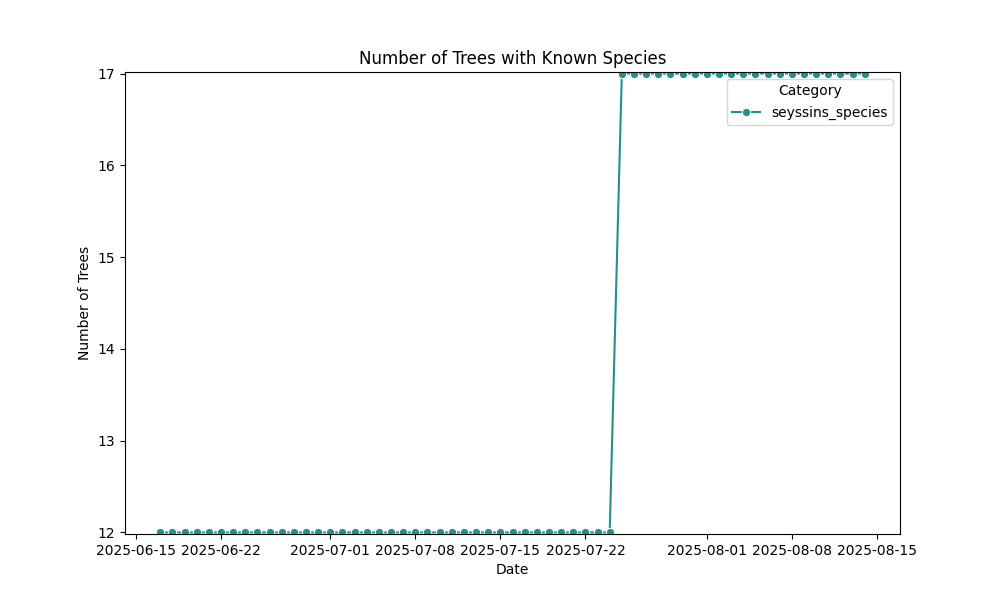 Number of Trees with Known Species
17
16
15
14
13
12
Number of Trees
Category
seyssins_species
2025-06-15 2025-06-22 2025-07-01 2025-07-08 2025-07-15 2025-07-22 2025-08-01 2025-08-08 2025-08-15
Date